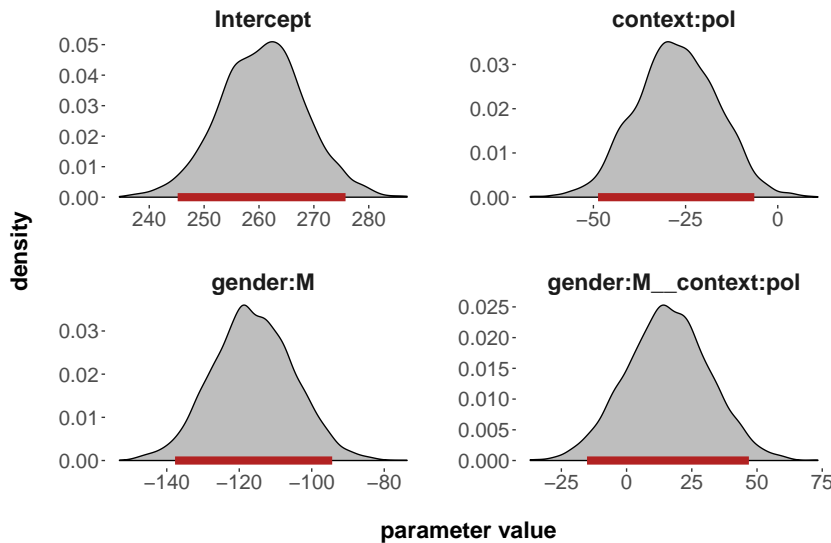 Intercept
context:pol
0.05
0.04
0.03
0.02
0.01
0.00
240 250 260 270 280
0.03
0.02
0.01
0.00
−50 −25 0
density
gender:M
gender:M__context:pol
0.03
0.02
0.01
0.00
−140 −120 −100 −80
0.025
0.020
0.015
0.010
0.005
0.000
−25 0 25 50 75
parameter value